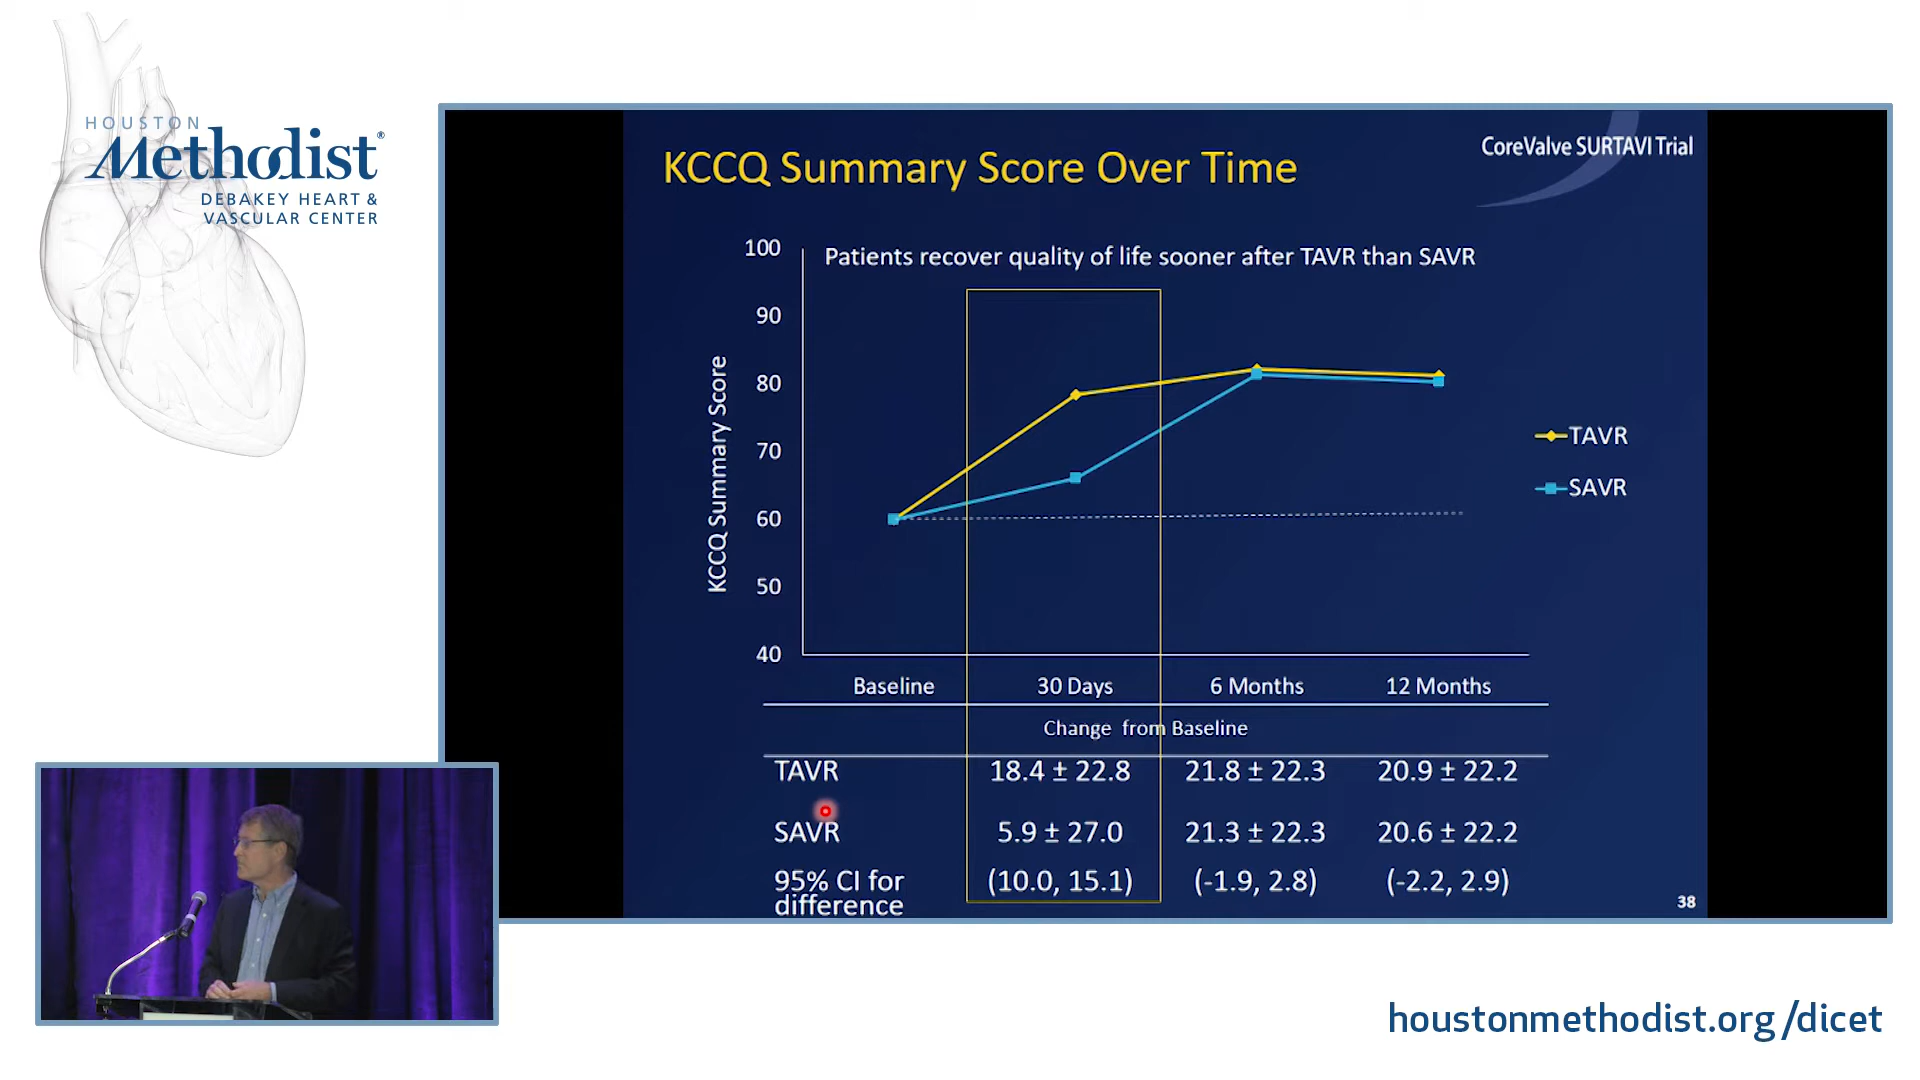 HOUSTON
Methodist®
DEBAKEY HEART &
VASCULAR CENTER
CoreValve SURTAVI Trial
KCCQ Summary Score Over Time
Patients recover quality of life sooner after TAVR than SAVR
100
90
80
70
60
50
40
KCCQ Summary Score
TAVR
SAVR
Baseline 30 Days 6 Months 12 Months
Change from Baseline
TAVR 18.4 ± 22.8 21.8 ± 22.3 20.9 ± 22.2
SAVR 5.9 ± 27.0 21.3 ± 22.3 20.6 ± 22.2
95% CI for
difference (10.0, 15.1) (-1.9, 2.8) (-2.2, 2.9)
38
houstonmethodist.org/dicet